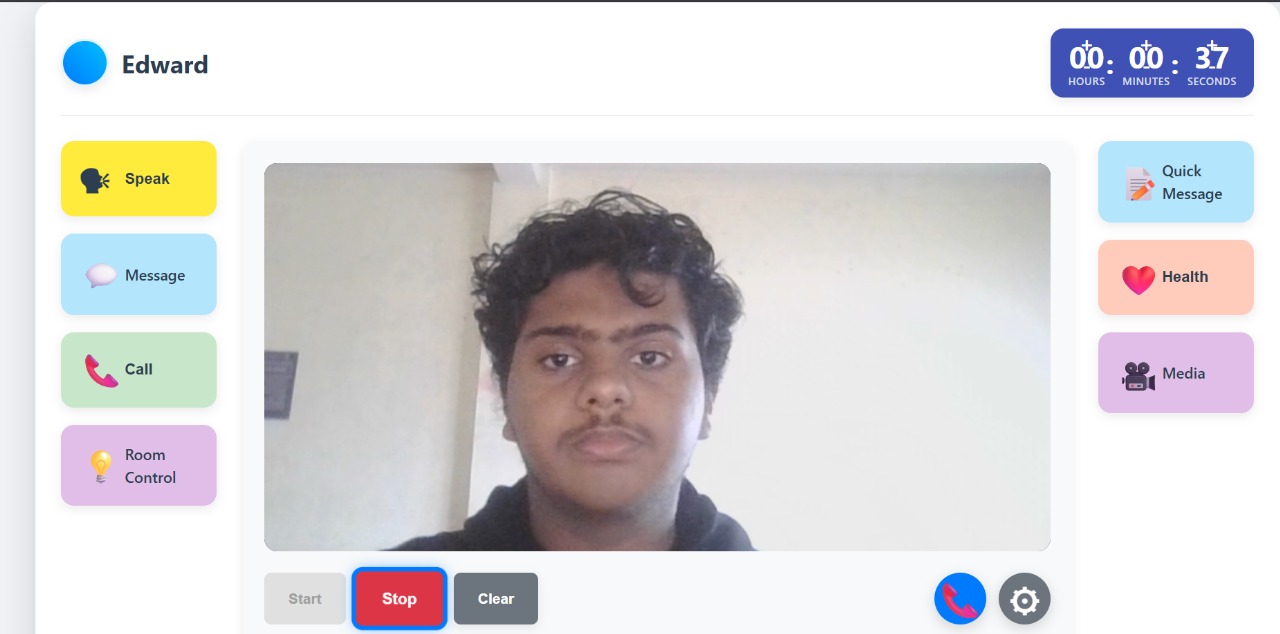 Edward
00 : 00 : 37
HOURS MINUTES SECONDS
Speak
Message
Call
Room
Control
Quick
Message
Health
Media
Start
Stop
Clear